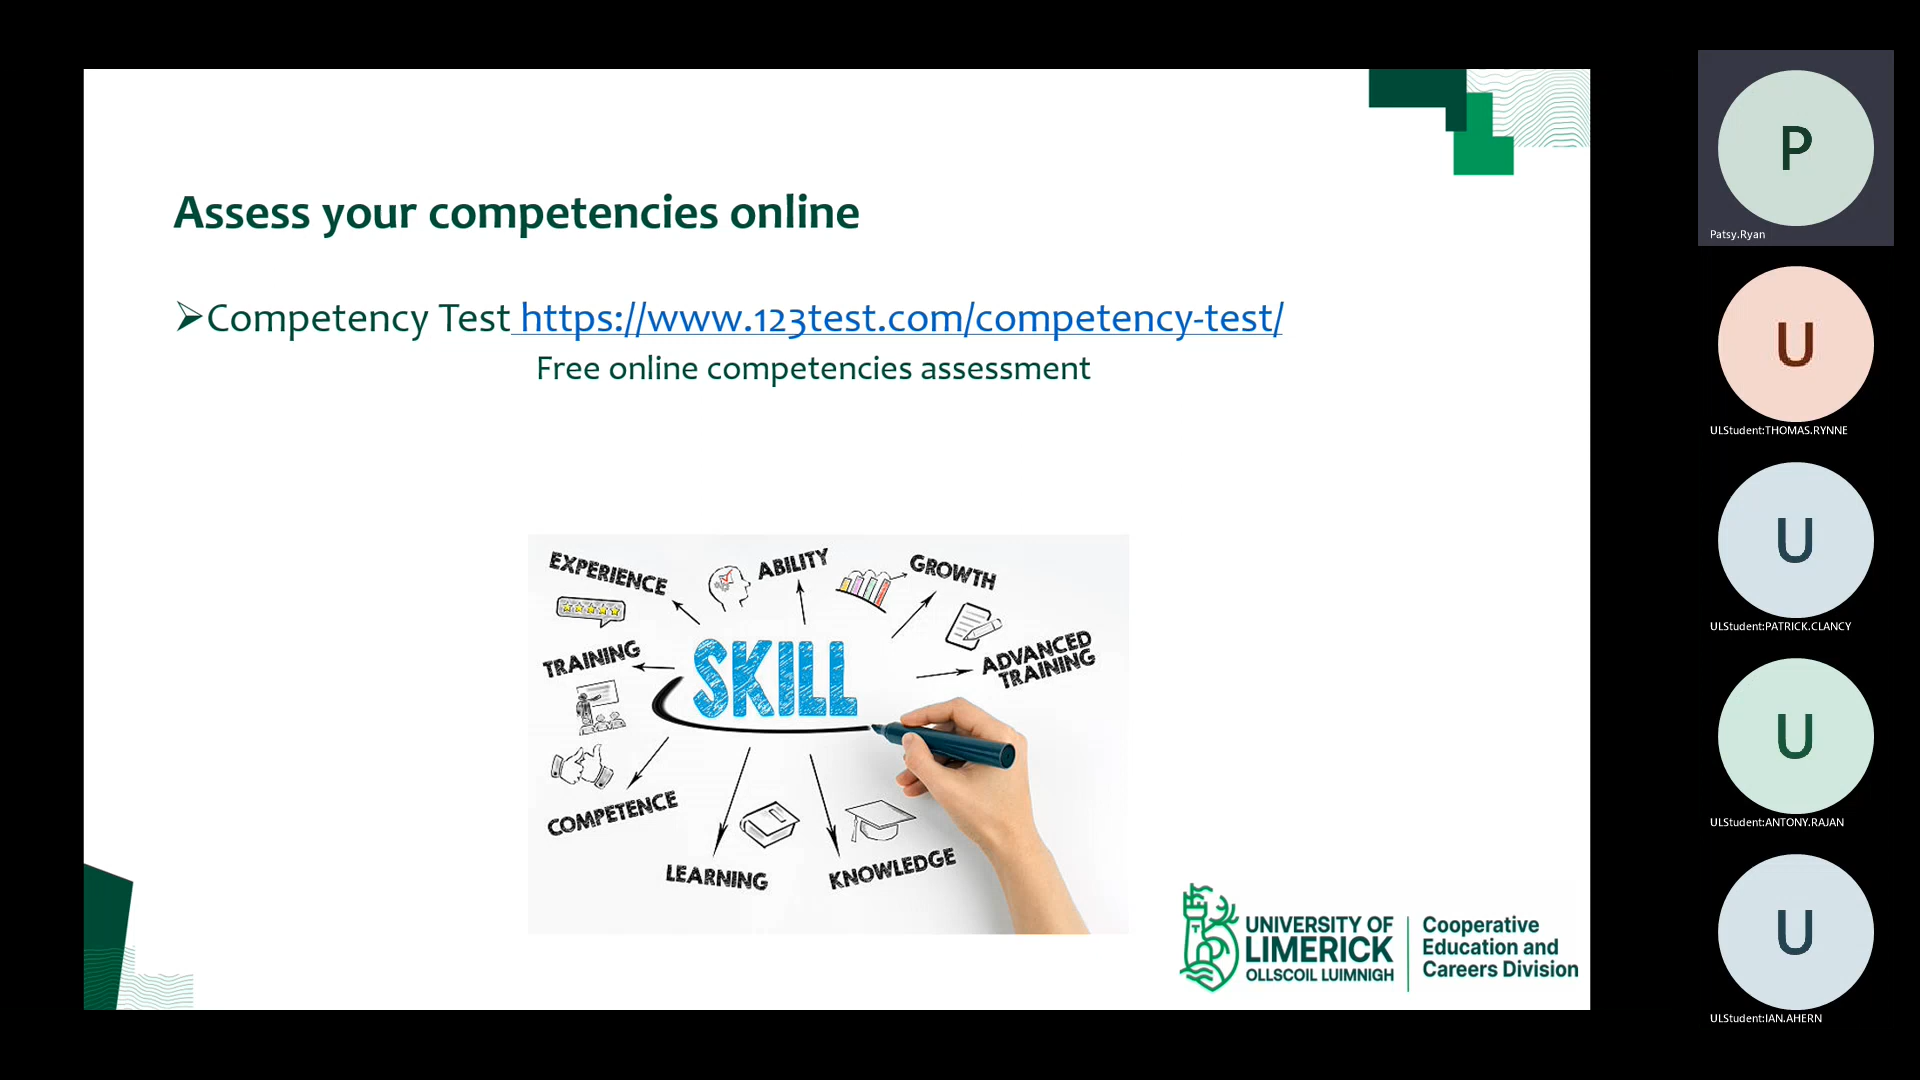 Assess your competencies online
➢Competency Test https://www.123test.com/competency-test/
Free online competencies assessment
EXPERIENCE
ABILITY
GROWTH
TRAINING
SKILL
ADVANCED
TRAINING
COMPETENCE
LEARNING
KNOWLEDGE
UNIVERSITY OF
LIMERICK
OLLSCOIL LUIMNIGH
Cooperative
Education and
Careers Division
P
Patsy.Ryan
U
ULStudent:THOMAS.RYNNE
U
ULStudent:PATRICK.CLANCY
U
ULStudent:ANTONY.RAJAN
U
ULStudent:IAN.AHERN